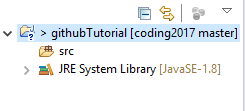 > githubTutorial [coding2017 master]
src
JRE System Library [JavaSE-1.8]